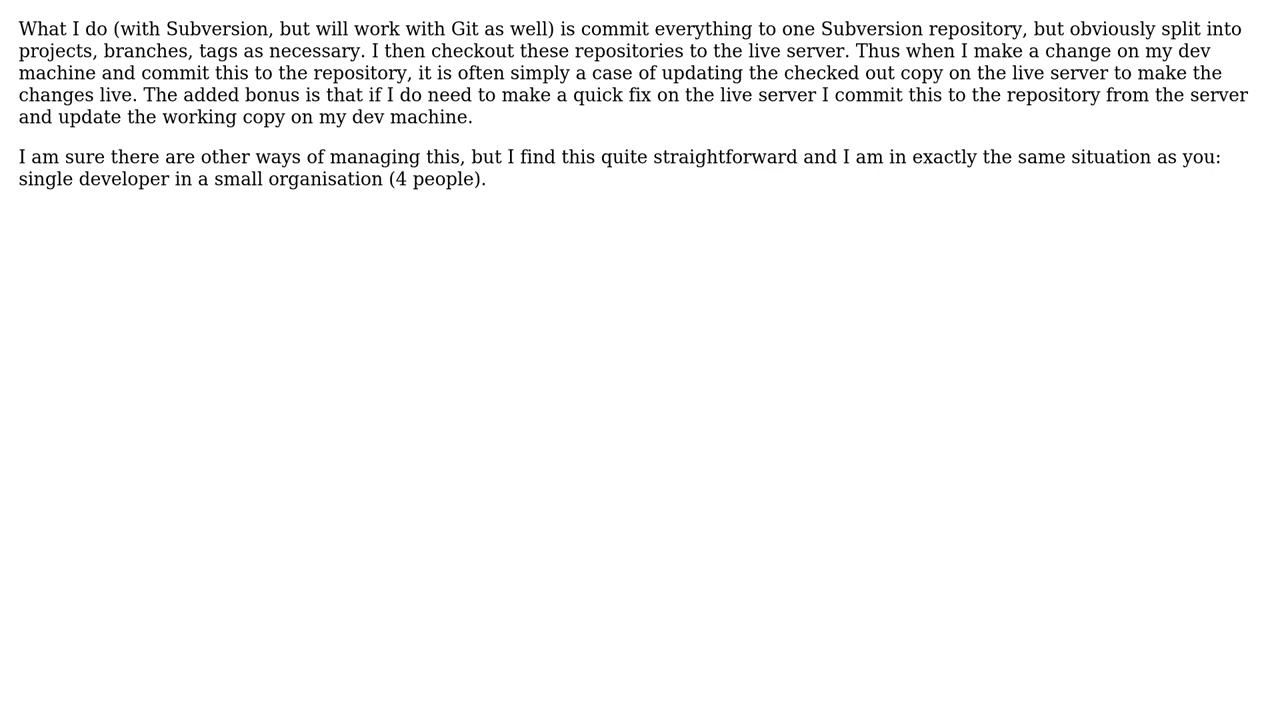 What I do (with Subversion, but will work with Git as well) is commit everything to one Subversion repository, but obviously split into
projects, branches, tags as necessary. I then checkout these repositories to the live server. Thus when I make a change on my dev
machine and commit this to the repository, it is often simply a case of updating the checked out copy on the live server to make the
changes live. The added bonus is that if I do need to make a quick fix on the live server I commit this to the repository from the server
and update the working copy on my dev machine.
I am sure there are other ways of managing this, but I find this quite straightforward and I am in exactly the same situation as you:
single developer in a small organisation (4 people).